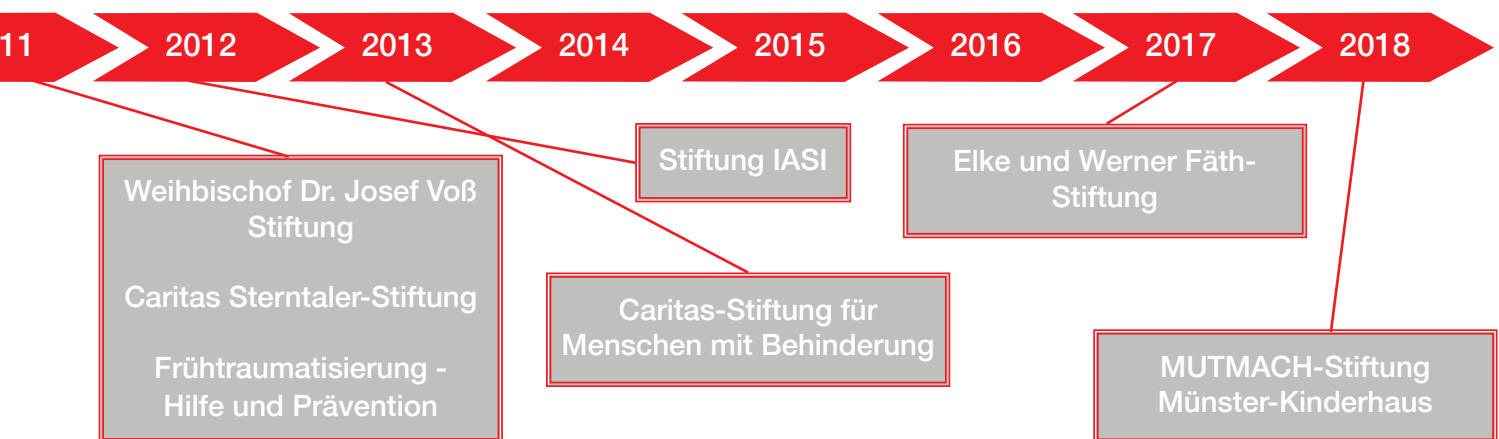 11 2012 2013 2014 2015 2016 2017 2018
Weihbischof Dr. Josef Voß
Stiftung
Caritas Sterntaler-Stiftung
Frühtraumatisierung -
Hilfe und Prävention
Stiftung IASI
Caritas-Stiftung für
Menschen mit Behinderung
Elke und Werner Fäth-
Stiftung
MUTMACH-Stiftung
Münster-Kinderhaus